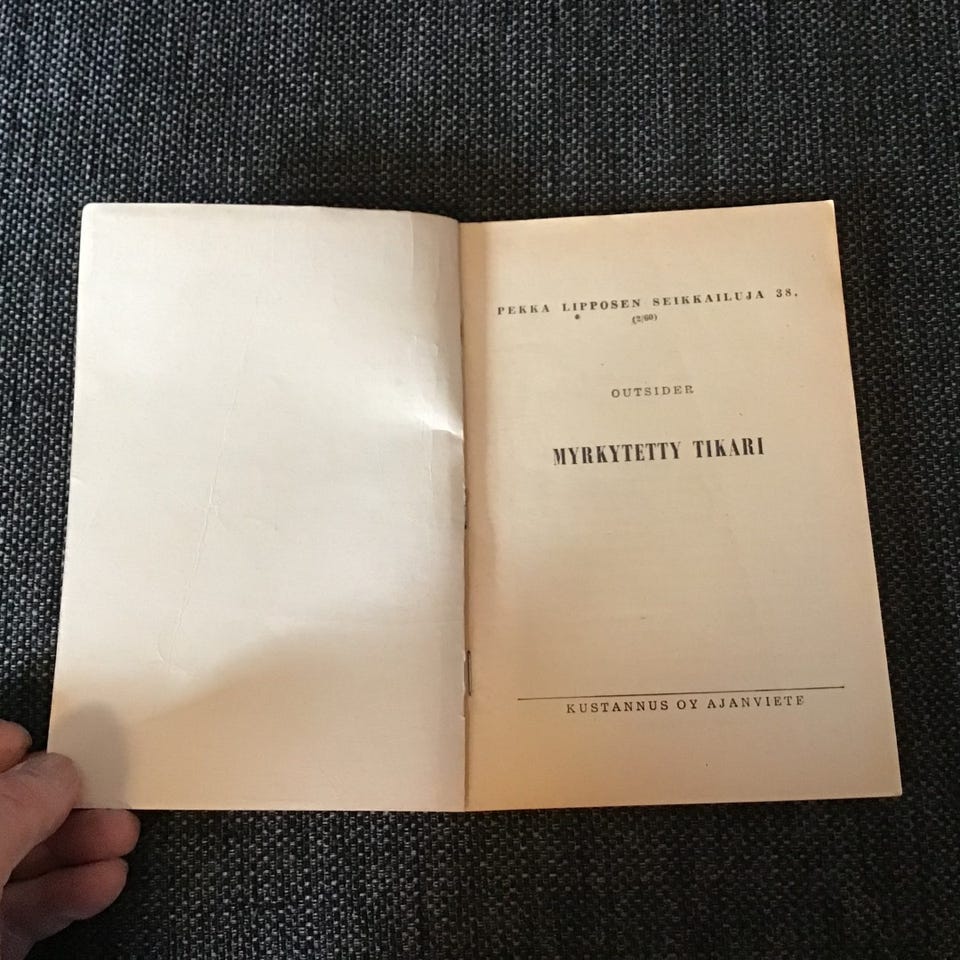 PEKKA LIPPOSEN SEIKKAILUJA 38.
(2/60)
OUTSIDER
MYRKYTETTY TIKARI
KUSTANNUS OY AJANVIETE